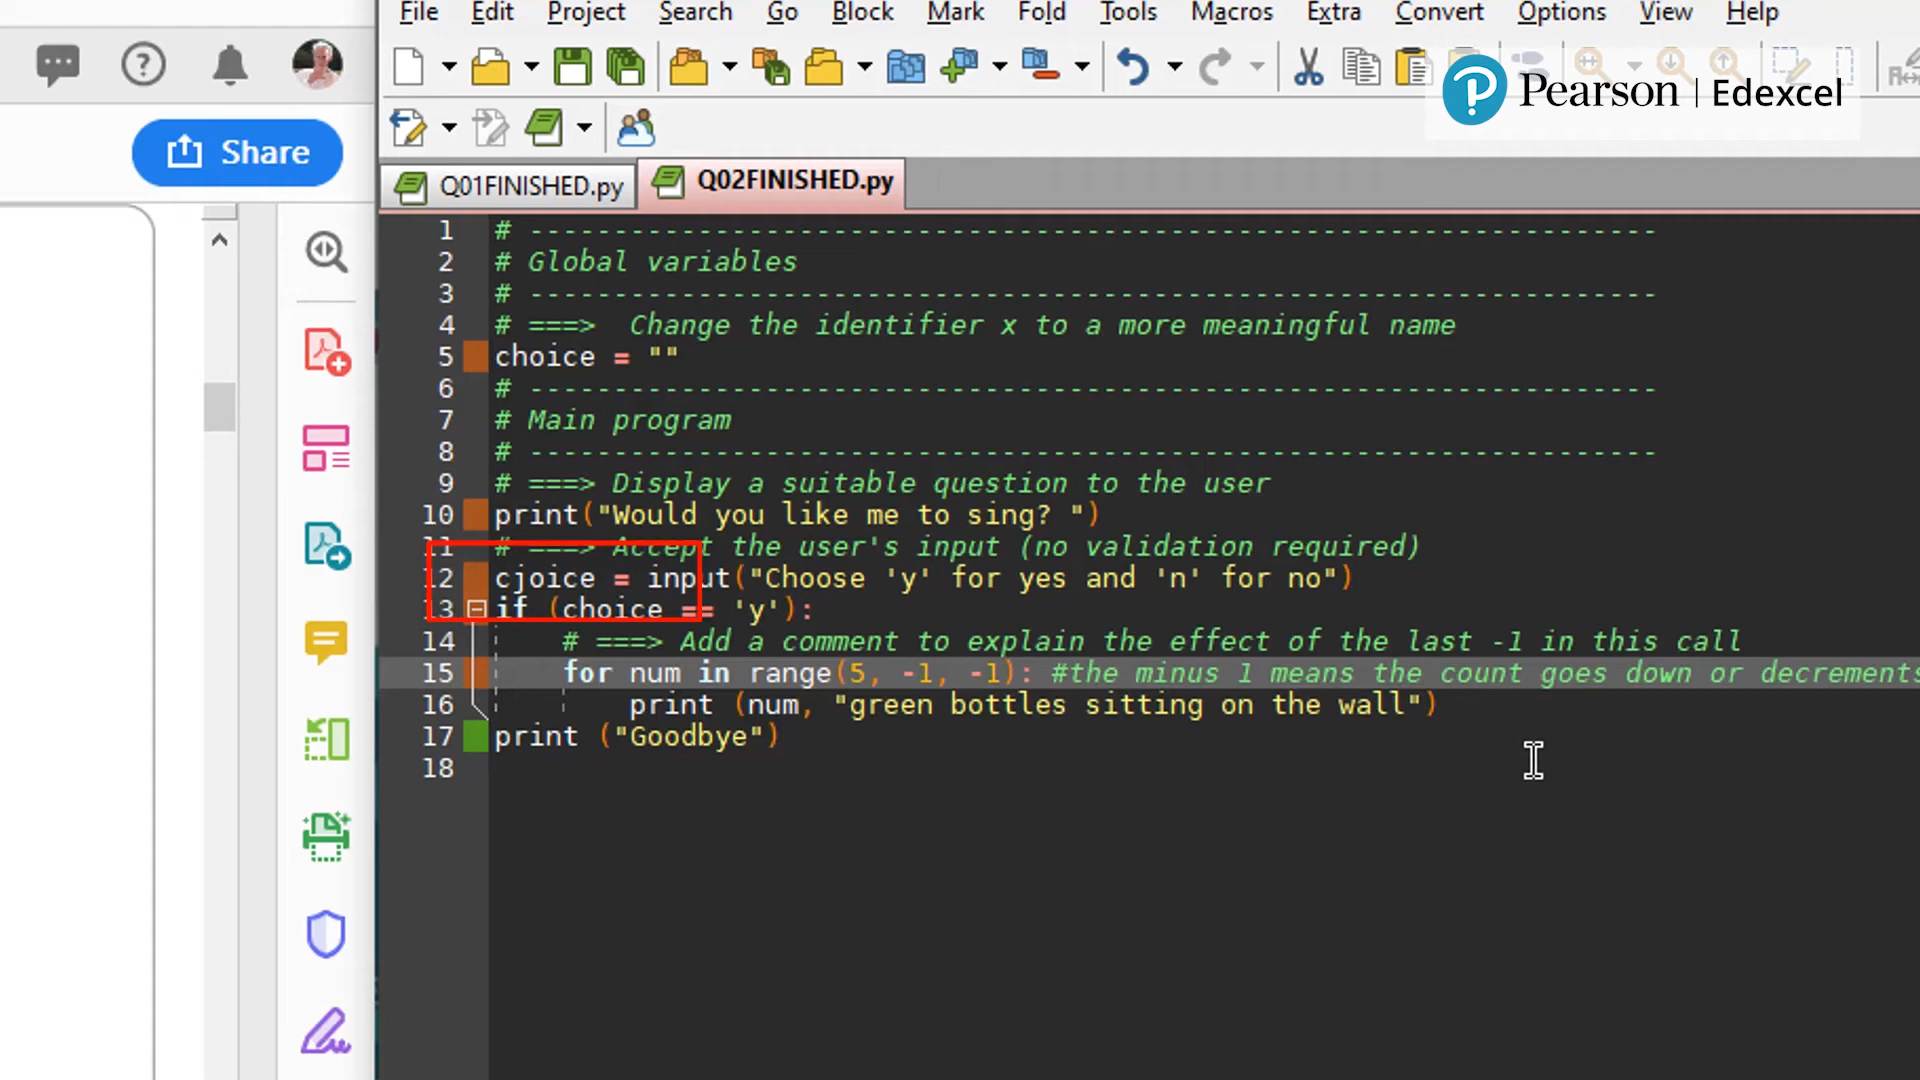 File Edit Project Search Go Block Mark Fold Tools Macros Extra Convert Options View Help
Pearson | Edexcel
Share
Q01FINISHED.py Q02FINISHED.py
1 # -------------------------------------------------------------------
2 # Global variables
3 # -------------------------------------------------------------------
4 # ===>  Change the identifier x to a more meaningful name
5 choice = ""
6 # -------------------------------------------------------------------
7 # Main program
8 # -------------------------------------------------------------------
9 # ===> Display a suitable question to the user
10 print("Would you like me to sing? ")
11 # ===> Accept the user's input (no validation required)
12 cjoice = input("Choose 'y' for yes and 'n' for no")
13 if (choice == 'y'):
14     # ===> Add a comment to explain the effect of the last -1 in this call
15     for num in range(5, -1, -1): #the minus 1 means the count goes down or decrements
16         print (num, "green bottles sitting on the wall")
17 print ("Goodbye")
18